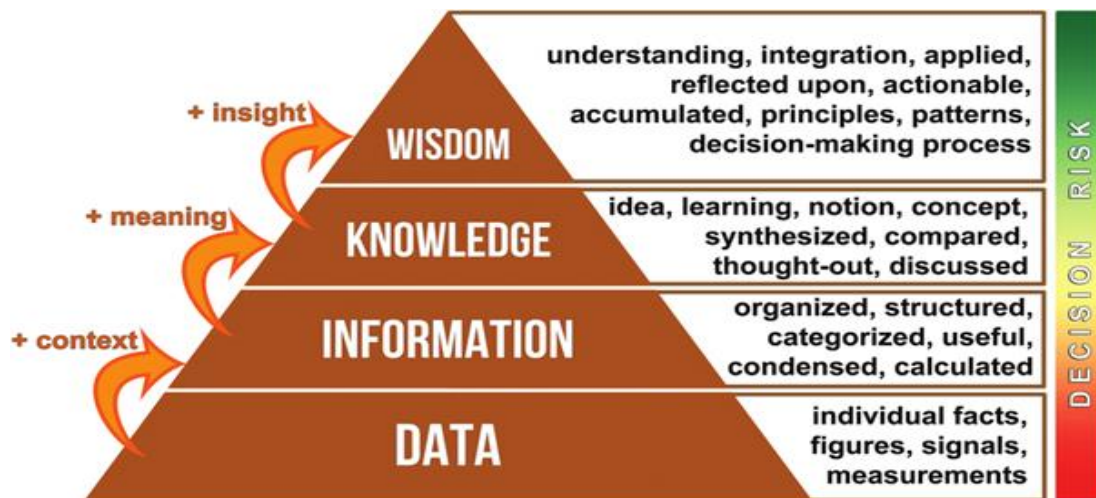 understanding, integration, applied,
reflected upon, actionable,
accumulated, principles, patterns,
decision-making process
+ insight
WISDOM
+ meaning
KNOWLEDGE
idea, learning, notion, concept,
synthesized, compared,
thought-out, discussed
+ context
INFORMATION
organized, structured,
categorized, useful,
condensed, calculated
DATA
individual facts,
figures, signals,
measurements
DECISION RISK